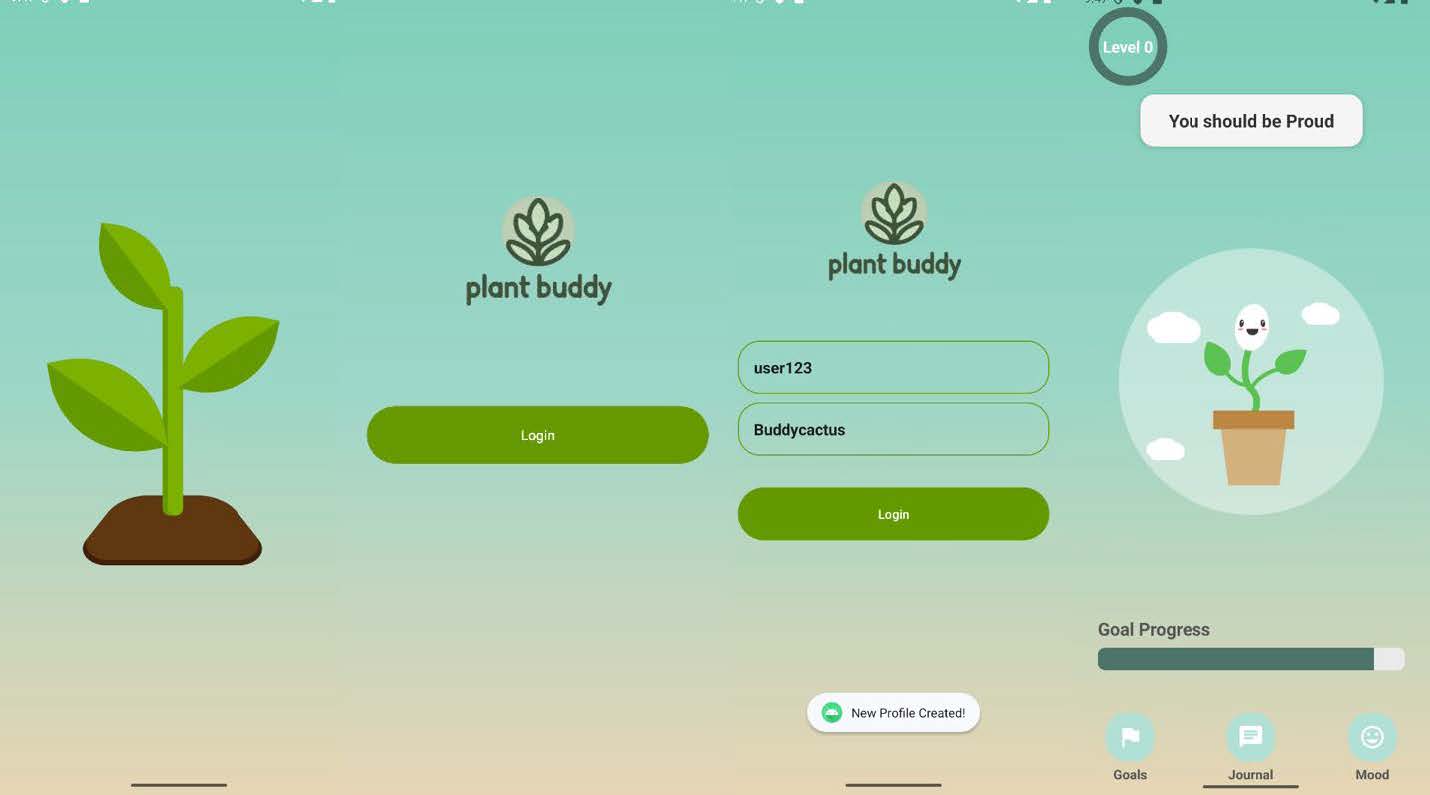 plant buddy
Login
plant buddy
user123
Buddycactus
Login
New Profile Created!
Level 0
You should be Proud
Goal Progress
Goals
Journal
Mood